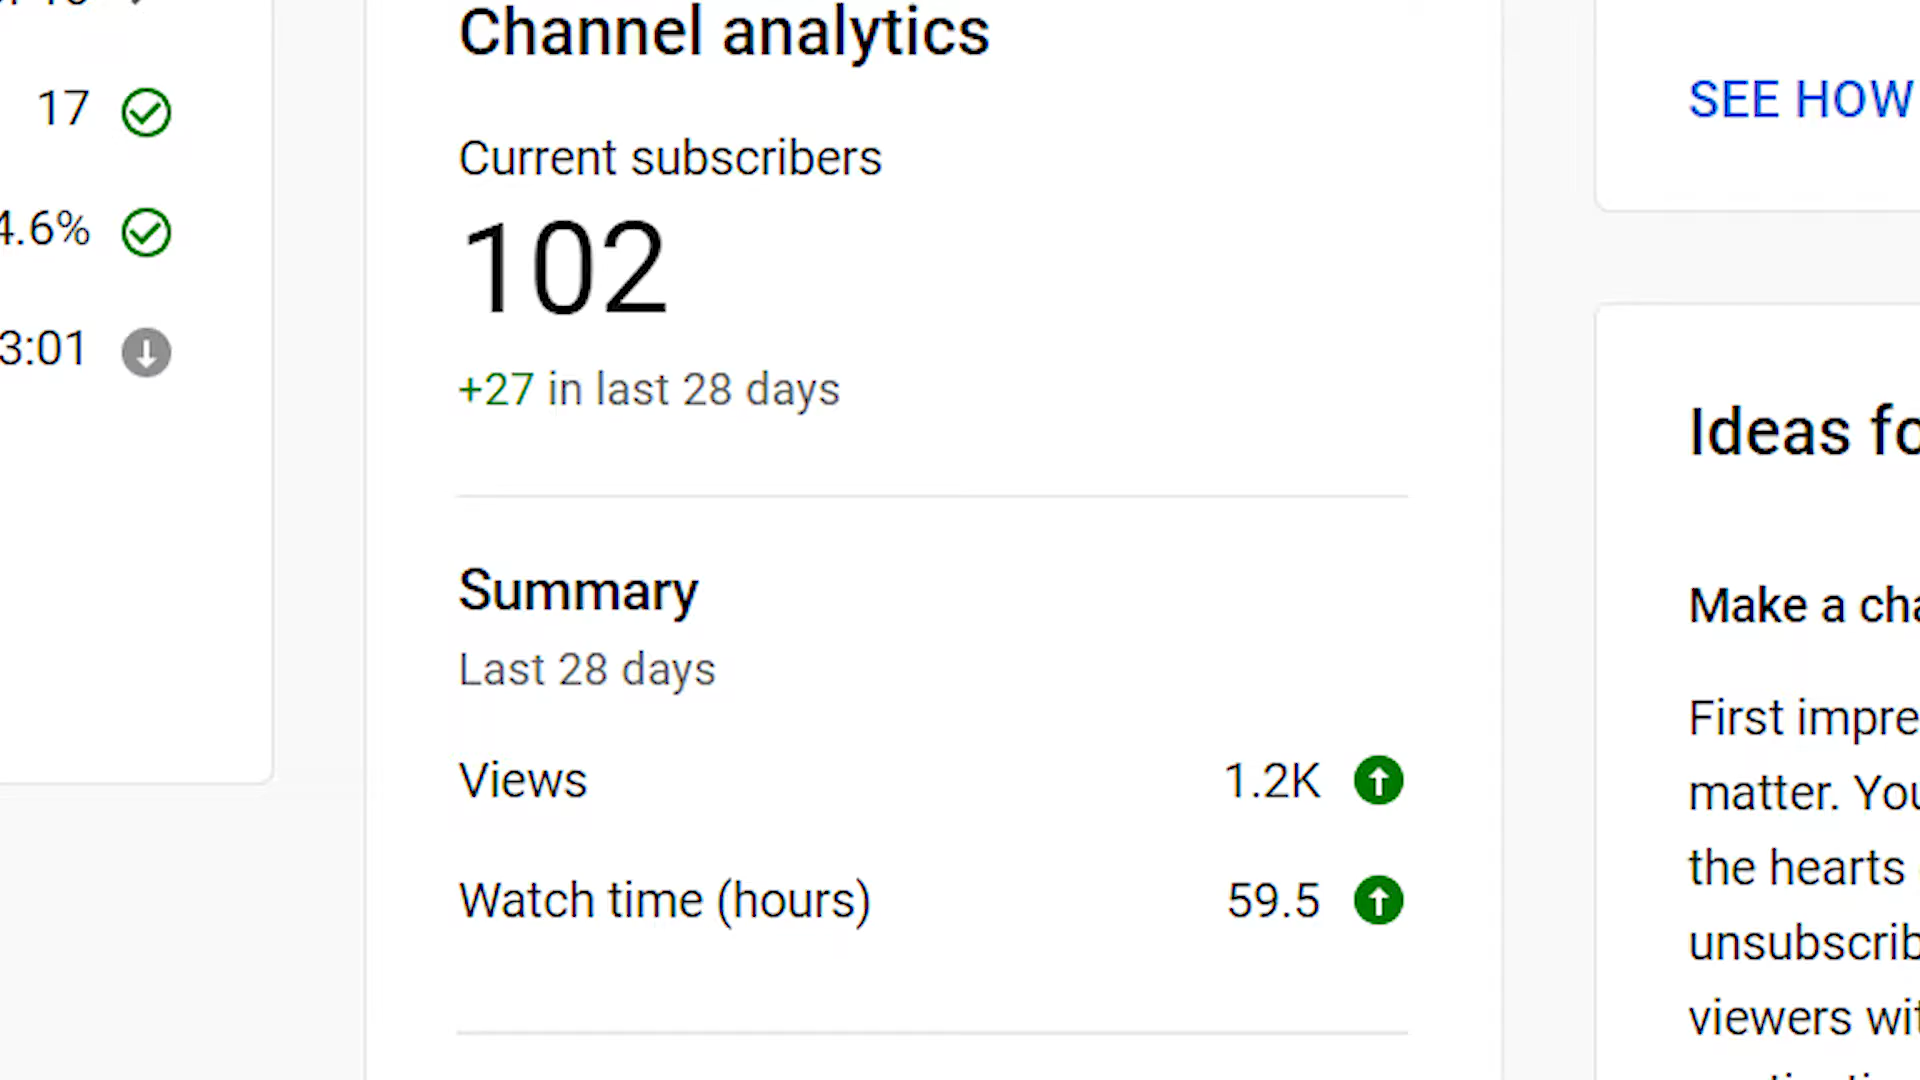 17
4.6%
3:01
Channel analytics
Current subscribers
102
+27 in last 28 days
Summary
Last 28 days
Views 1.2K
Watch time (hours) 59.5
SEE HOW
Ideas fo
Make a cha
First impre
matter. You
the hearts
unsubscrib
viewers wit